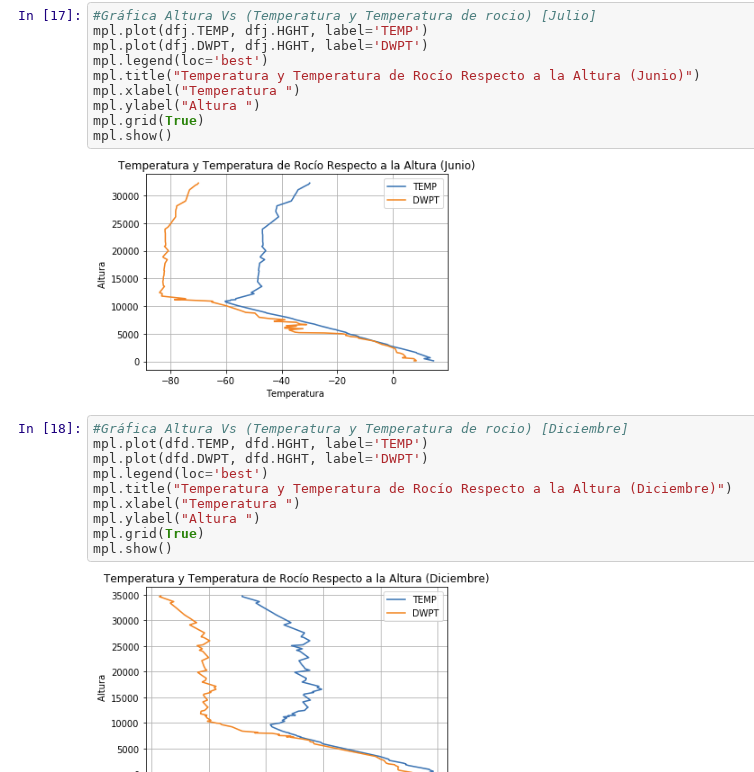 In [17]:
#Gráfica Altura Vs (Temperatura y Temperatura de rocio) [Julio]
mpl.plot(dfj.TEMP, dfj.HGHT, label='TEMP')
mpl.plot(dfj.DWPT, dfj.HGHT, label='DWPT')
mpl.legend(loc='best')
mpl.title("Temperatura y Temperatura de Rocío Respecto a la Altura (Junio)")
mpl.xlabel("Temperatura ")
mpl.ylabel("Altura ")
mpl.grid(True)
mpl.show()
Temperatura y Temperatura de Rocío Respecto a la Altura (Junio)
TEMP
DWPT
30000
25000
20000
15000
10000
5000
0
Altura
−80 −60 −40 −20 0
Temperatura
In [18]:
#Gráfica Altura Vs (Temperatura y Temperatura de rocio) [Diciembre]
mpl.plot(dfd.TEMP, dfd.HGHT, label='TEMP')
mpl.plot(dfd.DWPT, dfd.HGHT, label='DWPT')
mpl.legend(loc='best')
mpl.title("Temperatura y Temperatura de Rocío Respecto a la Altura (Diciembre)")
mpl.xlabel("Temperatura ")
mpl.ylabel("Altura ")
mpl.grid(True)
mpl.show()
Temperatura y Temperatura de Rocío Respecto a la Altura (Diciembre)
TEMP
DWPT
35000
30000
25000
20000
15000
10000
5000
Altura